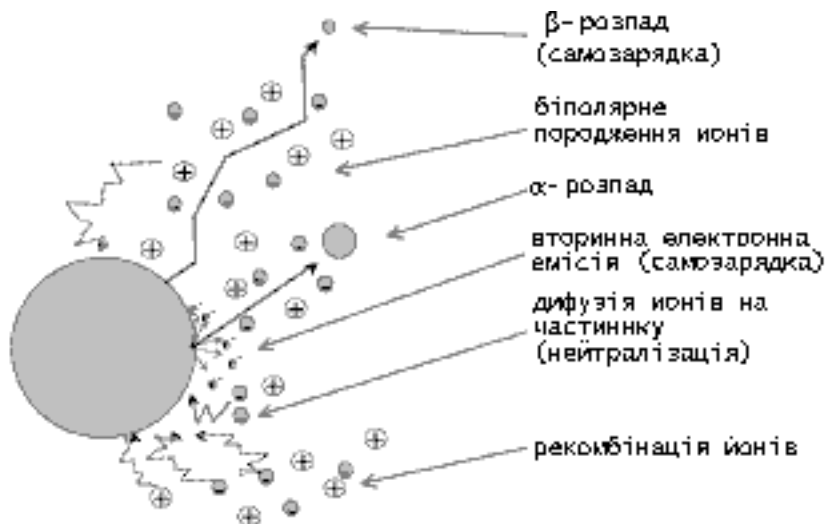 β-розпад
(самозарядка)
біполярне
породження ионів
α-розпад
вторинна електронна
емісія (самозарядка)
дифузія ионів на
частиннку
(нейтралізація)
рекомбінація йонів